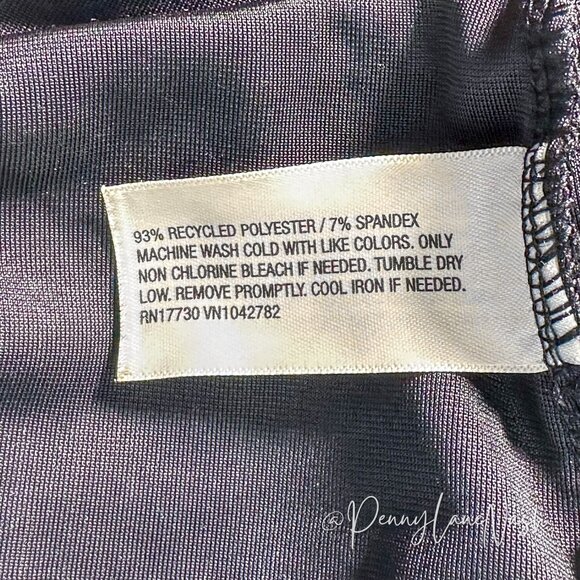 93% RECYCLED POLYESTER / 7% SPANDEX
MACHINE WASH COLD WITH LIKE COLORS. ONLY
NON CHLORINE BLEACH IF NEEDED. TUMBLE DRY
LOW. REMOVE PROMPTLY. COOL IRON IF NEEDED.
RN17730 VN1042782